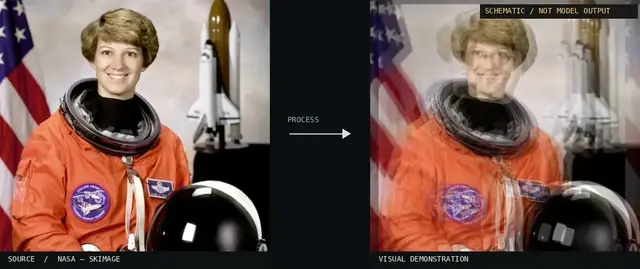 SCHEMATIC / NOT MODEL OUTPUT
PROCESS
SOURCE / NASA — SKIMAGE
VISUAL DEMONSTRATION